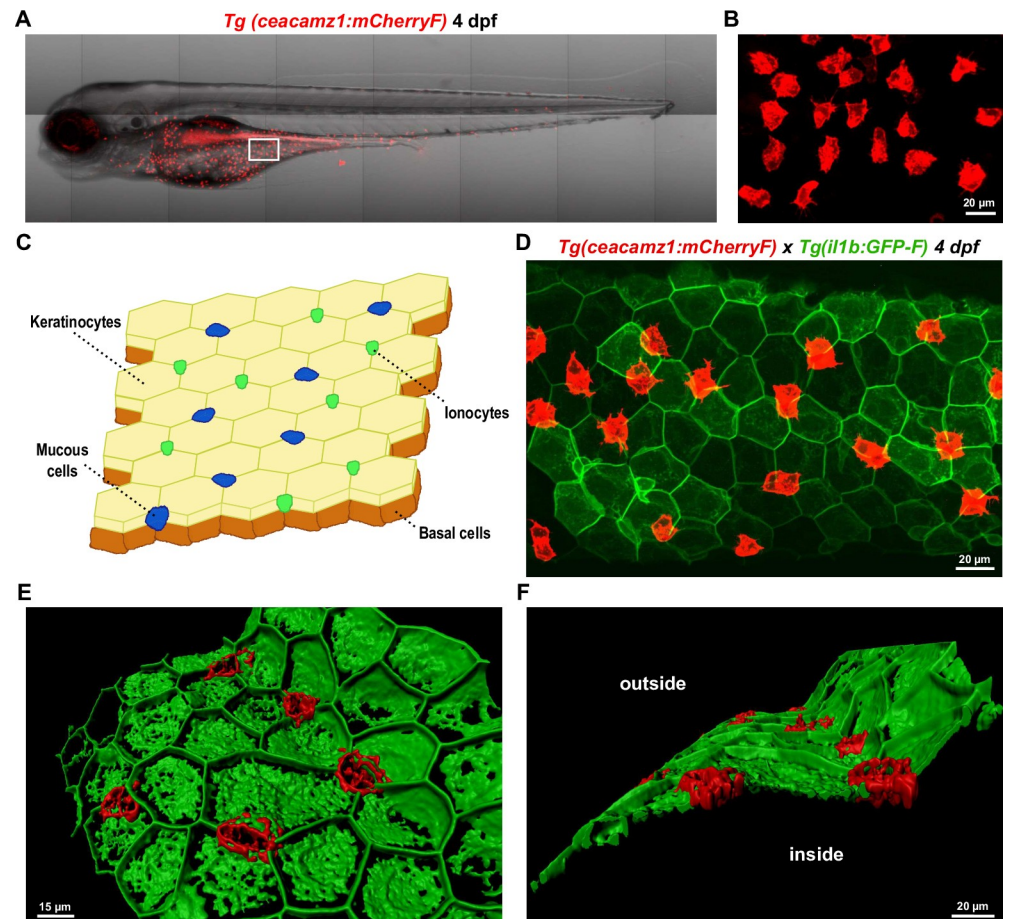 A
Tg (ceacamz1:mCherryF) 4 dpf
B
20 µm
C
Keratinocytes
Ionocytes
Mucous
cells
Basal cells
D
Tg(ceacamz1:mCherryF) x Tg(il1b:GFP-F) 4 dpf
20 µm
E
15 µm
F
outside
inside
20 µm